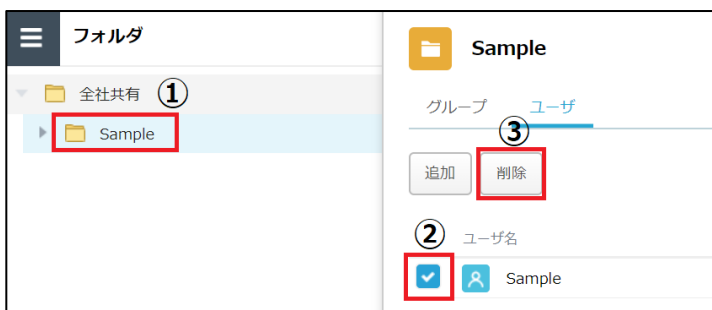 フォルダ
全社共有 ①
Sample
Sample
グループ ユーザ
③
追加 削除
② ユーザ名
Sample